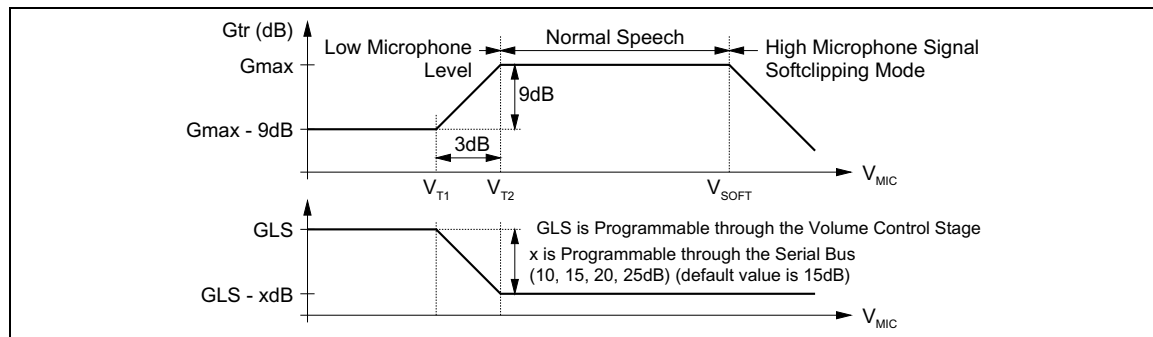 Gtr (dB)
Low Microphone
Level
Normal Speech
High Microphone Signal
Softclipping Mode
Gmax
9dB
Gmax - 9dB
3dB
V_T1
V_T2
V_SOFT
V_MIC
GLS
GLS is Programmable through the Volume Control Stage
x is Programmable through the Serial Bus
(10, 15, 20, 25dB) (default value is 15dB)
GLS - xdB
V_MIC